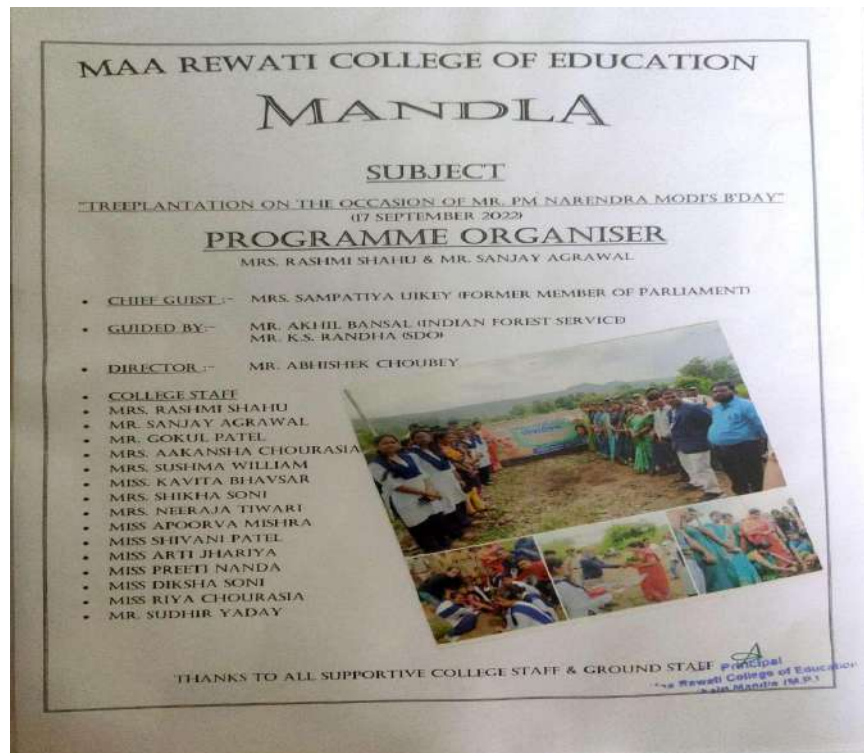 MAA REWATI COLLEGE OF EDUCATION
MANDLA
SUBJECT
"TREEPLANTATION ON THE OCCASION OF MR. PM NARENDRA MODI'S B'DAY"
(17 SEPTEMBER 2022)
PROGRAMME ORGANISER
MRS. RASHMI SHAHU & MR. SANJAY AGRAWAL
• CHIEF GUEST :- MRS. SAMPATIYA UIKEY (FORMER MEMBER OF PARLIAMENT)
• GUIDED BY:- MR. AKHIL BANSAL (INDIAN FOREST SERVICE)
MR. K.S. RANDHA (SDO)
• DIRECTOR :- MR. ABHISHEK CHOUBEY
• COLLEGE STAFF
• MRS. RASHMI SHAHU
• MR. SANJAY AGRAWAL
• MR. GOKUL PATEL
• MRS. AAKANSHA CHOURASIA
• MRS. SUSHMA WILLIAM
• MISS. KAVITA BHAVSAR
• MRS. SHIKHA SONI
• MRS. NEERAJA TIWARI
• MISS APOORVA MISHRA
• MISS SHIVANI PATEL
• MISS ARTI JHARIYA
• MISS PREETI NANDA
• MISS DIKSHA SONI
• MISS RIYA CHOURASIA
• MR. SUDHIR YADAY
THANKS TO ALL SUPPORTIVE COLLEGE STAFF & GROUND STAFF
Principal
Rewati College of Education
Mandla (M.P.)